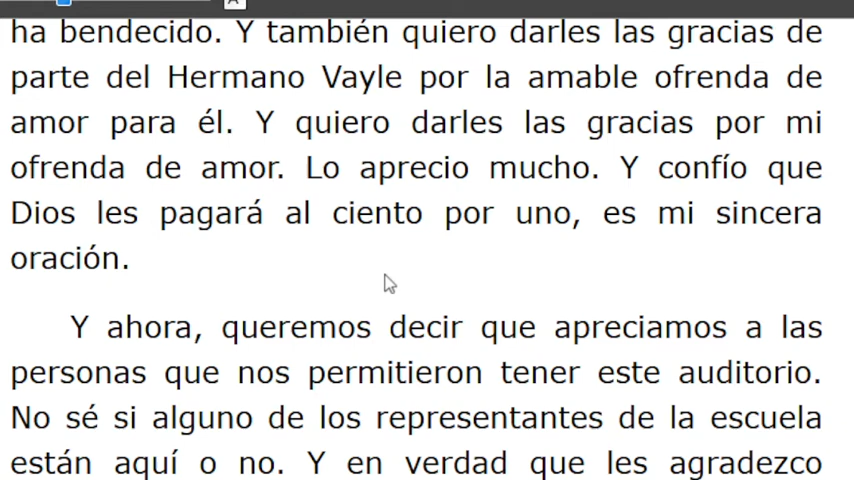 ha bendecido. Y también quiero darles las gracias de
parte del Hermano Vayle por la amable ofrenda de
amor para él. Y quiero darles las gracias por mi
ofrenda de amor. Lo aprecio mucho. Y confío que
Dios les pagará al ciento por uno, es mi sincera
oración.
Y ahora, queremos decir que apreciamos a las
personas que nos permitieron tener este auditorio.
No sé si alguno de los representantes de la escuela
están aquí o no. Y en verdad que les agradezco